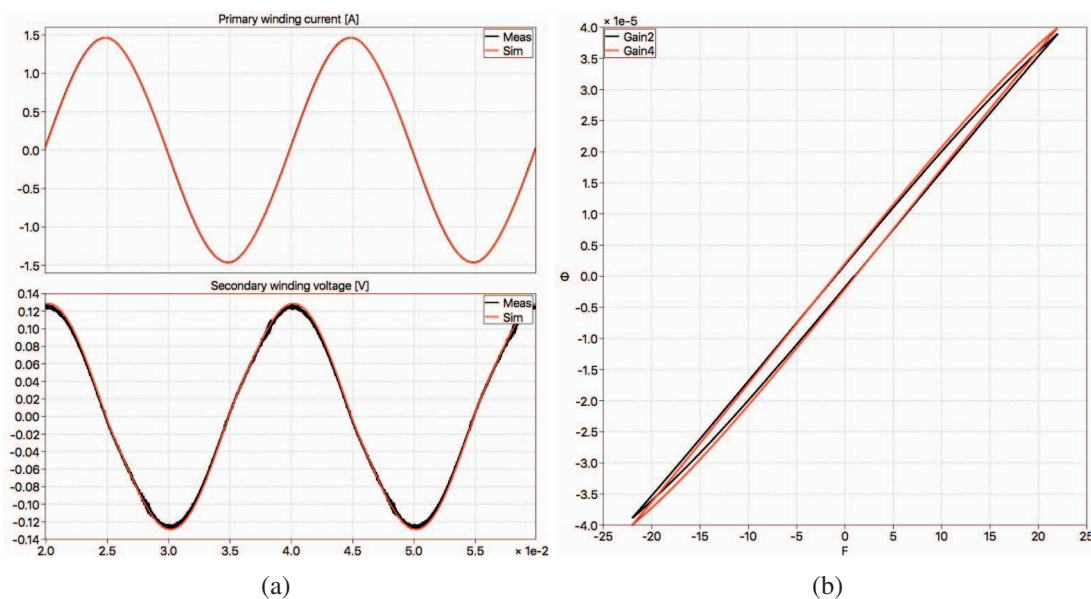 Primary winding current [A]
1.5
1.0
0.5
0.0
-0.5
-1.0
-1.5
Meas
Sim
Secondary winding voltage [V]
0.14
0.12
0.10
0.08
0.06
0.04
0.02
0.00
-0.02
-0.04
-0.06
-0.08
-0.10
-0.12
-0.14
Meas
Sim
2.0 2.5 3.0 3.5 4.0 4.5 5.0 5.5 × 1e-2
(a)
× 1e-5
4.0
3.5
3.0
2.5
2.0
1.5
1.0
0.5
0.0
-0.5
-1.0
-1.5
-2.0
-2.5
-3.0
-3.5
-4.0
Φ
Gain2
Gain4
-25 -20 -15 -10 -5 0 5 10 15 20 25
F
(b)